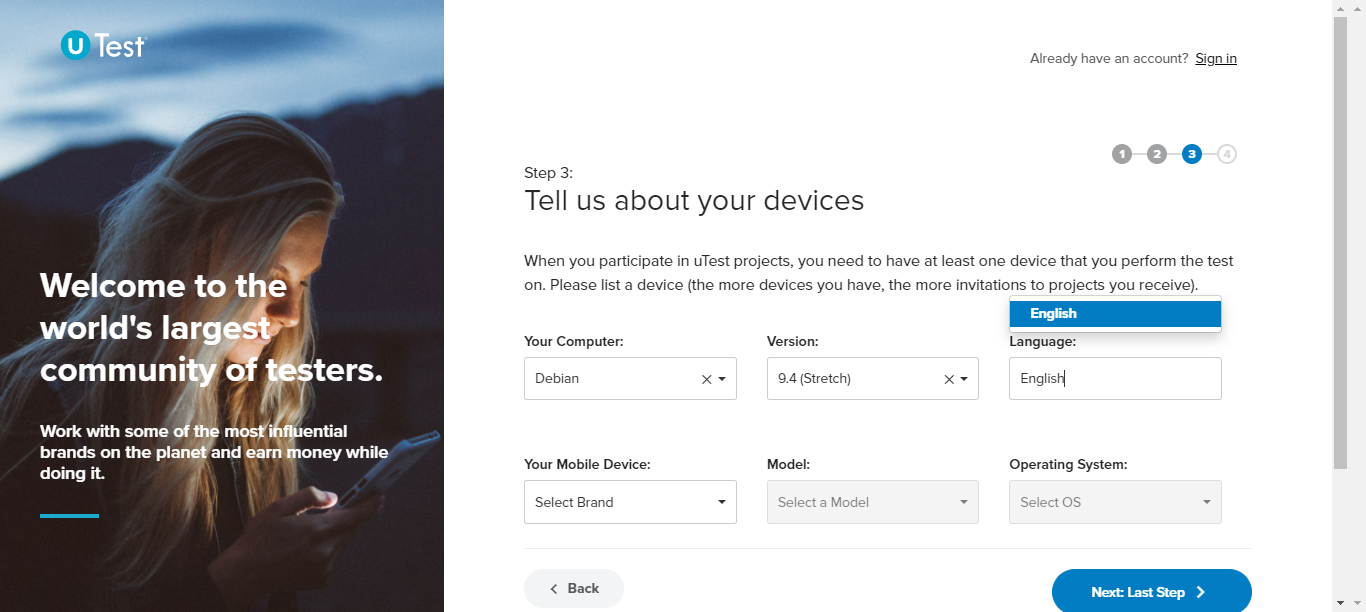 U Test
Already have an account? Sign in
1 2 3 4
Step 3:
Tell us about your devices
When you participate in uTest projects, you need to have at least one device that you perform the test
on. Please list a device (the more devices you have, the more invitations to projects you receive).
English
Your Computer: Version: Language:
Debian 9.4 (Stretch) English
Your Mobile Device: Model: Operating System:
Select Brand Select a Model Select OS
Back Next: Last Step
Welcome to the
world's largest
community of testers.
Work with some of the most influential
brands on the planet and earn money while
doing it.